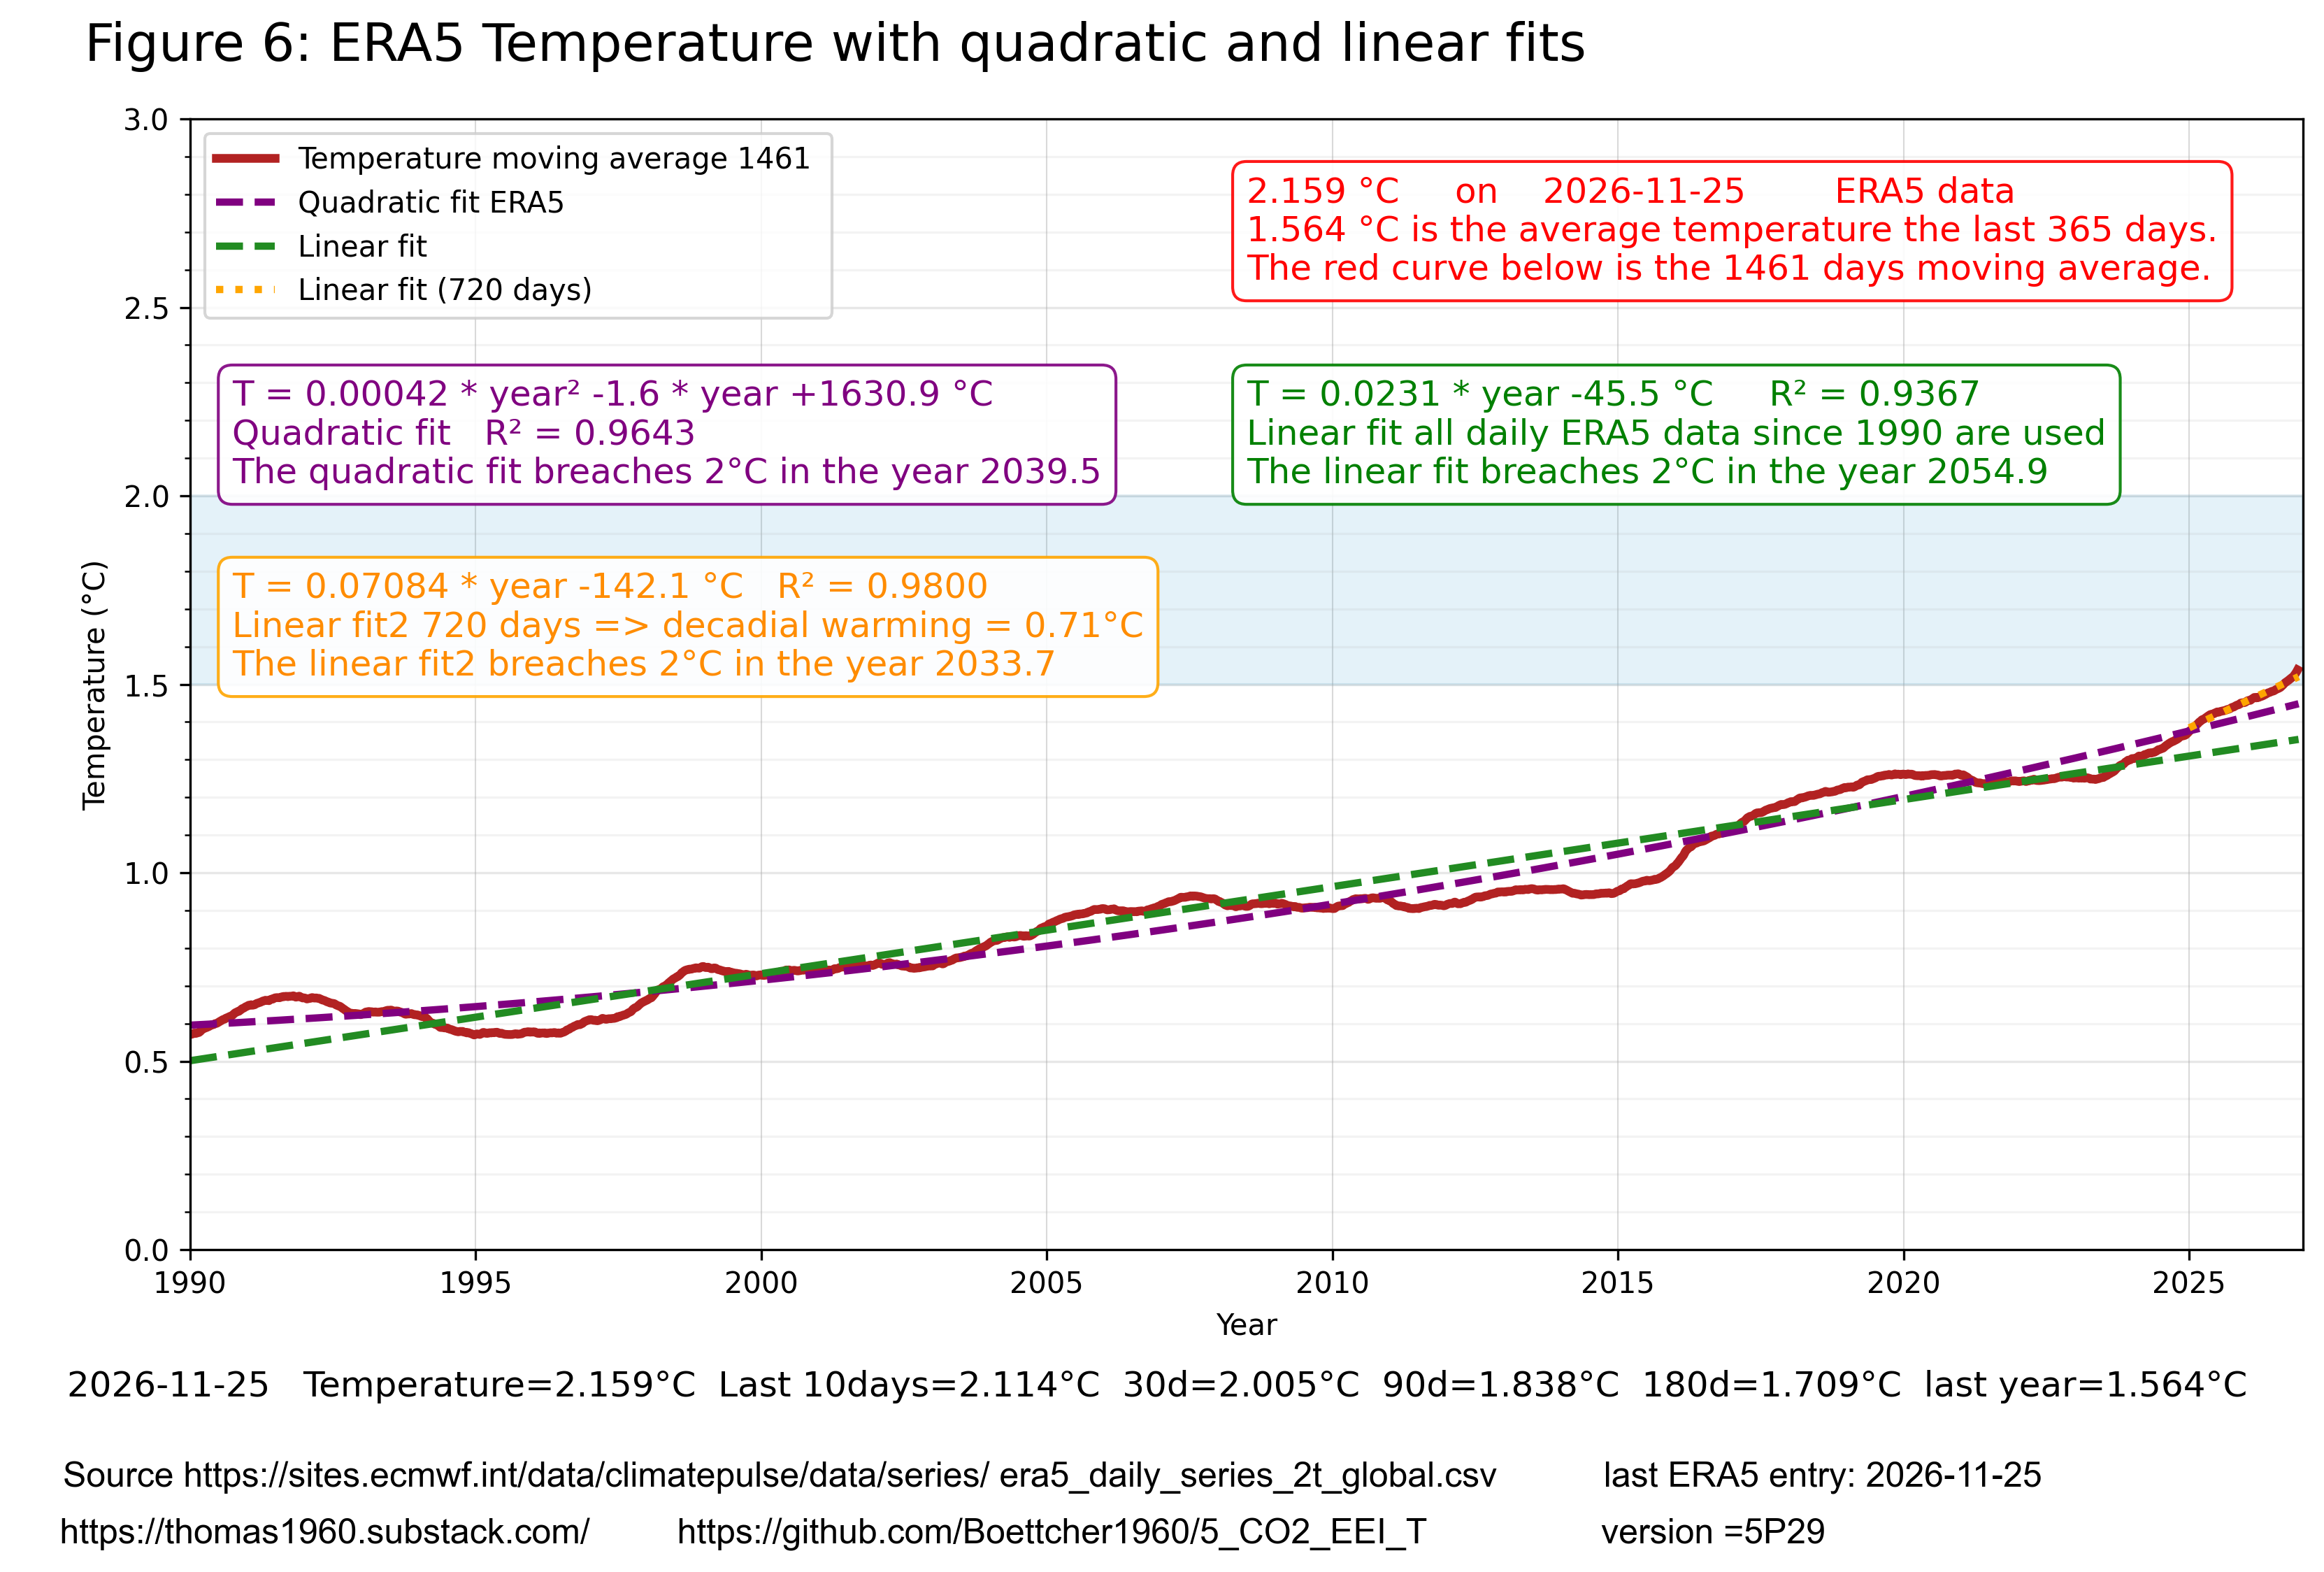 Figure 6: ERA5 Temperature with quadratic and linear fits
3.0
2.5
2.0
1.5
1.0
0.5
0.0
Temperature (°C)
Temperature moving average 1461
Quadratic fit ERA5
Linear fit
Linear fit (720 days)
2.159 °C on 2026-11-25 ERA5 data
1.564 °C is the average temperature the last 365 days.
The red curve below is the 1461 days moving average.
T = 0.00042 * year² -1.6 * year +1630.9 °C
Quadratic fit R² = 0.9643
The quadratic fit breaches 2°C in the year 2039.5
T = 0.0231 * year -45.5 °C R² = 0.9367
Linear fit all daily ERA5 data since 1990 are used
The linear fit breaches 2°C in the year 2054.9
T = 0.07084 * year -142.1 °C R² = 0.9800
Linear fit2 720 days => decadial warming = 0.71°C
The linear fit2 breaches 2°C in the year 2033.7
1990 1995 2000 2005 2010 2015 2020 2025
Year
2026-11-25 Temperature=2.159°C Last 10days=2.114°C 30d=2.005°C 90d=1.838°C 180d=1.709°C last year=1.564°C
Source https://sites.ecmwf.int/data/climatepulse/data/series/ era5_daily_series_2t_global.csv last ERA5 entry: 2026-11-25
https://thomas1960.substack.com/ https://github.com/Boettcher1960/5_CO2_EEI_T version =5P29